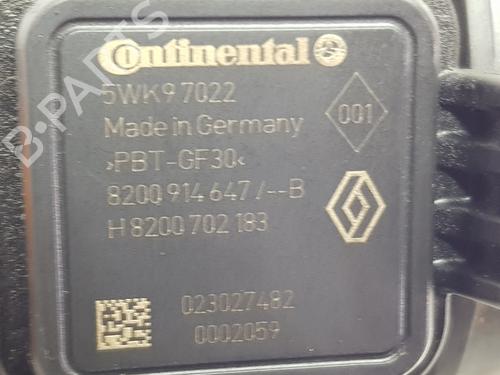 Continental
5WK9 7022
001
Made in Germany
>PBT-GF30<
8200 914 647 /--B
H 8200 702 183
023027482
0002059
B-PARTS